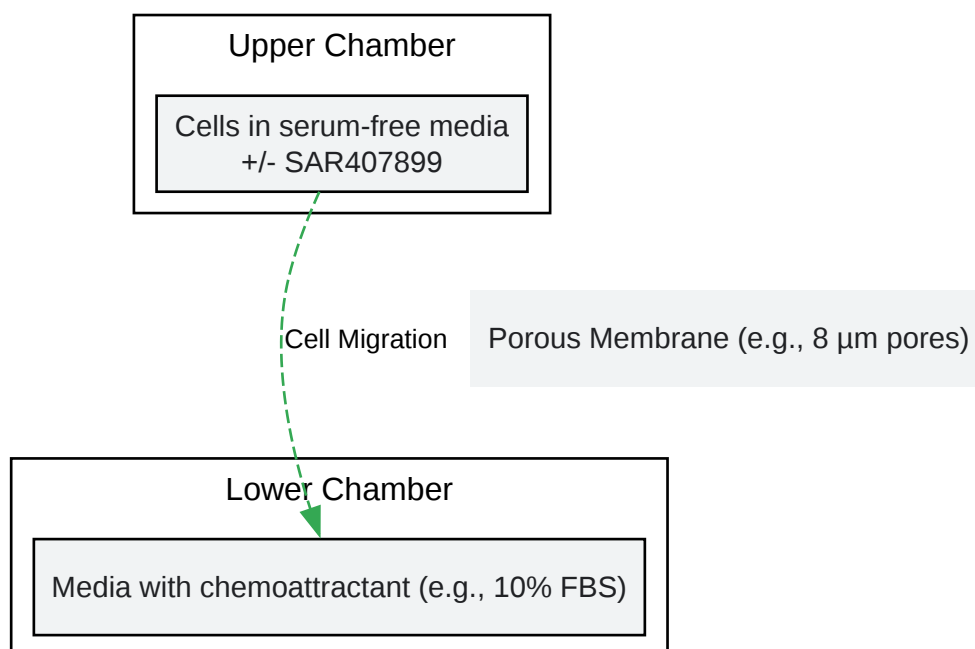 Upper Chamber
Cells in serum-free media
+/- SAR407899
Cell Migration
Porous Membrane (e.g., 8 µm pores)
Lower Chamber
Media with chemoattractant (e.g., 10% FBS)